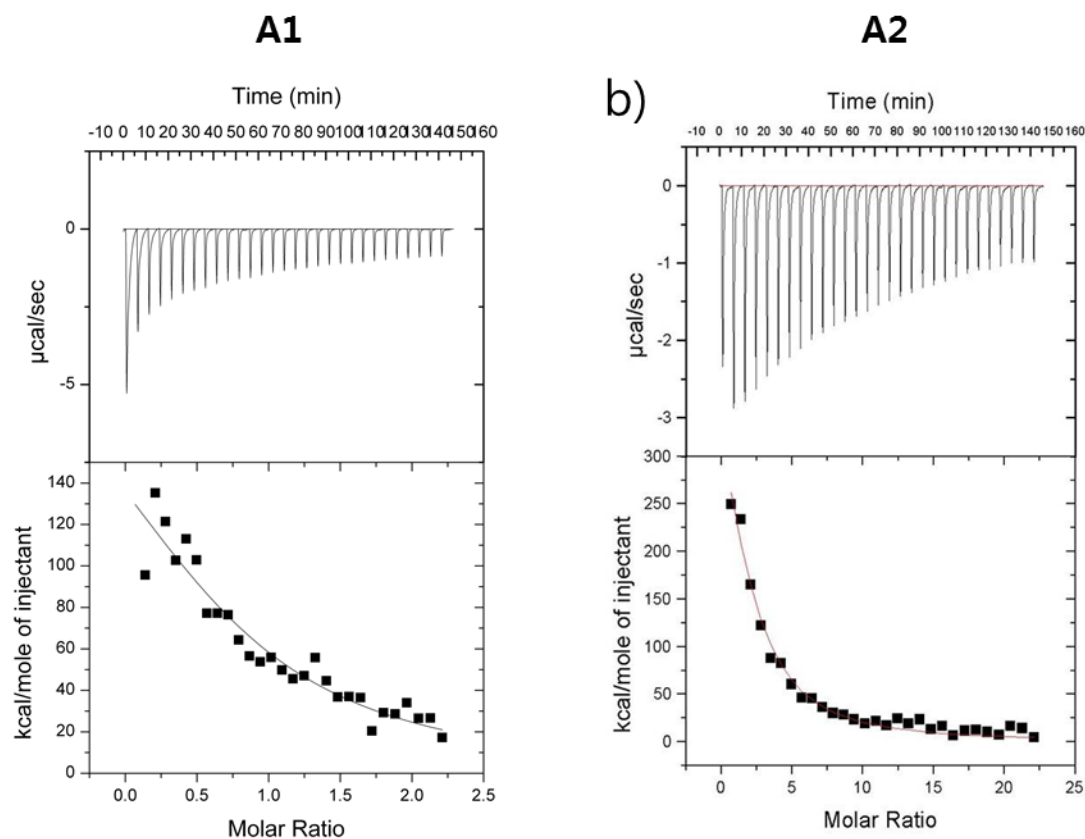 A1
Time (min)
-10 0 10 20 30 40 50 60 70 80 90 100 110 120 130 140 150 160
0
-5
µcal/sec
140
120
100
80
60
40
20
0
kcal/mole of injectant
0.0 0.5 1.0 1.5 2.0 2.5
Molar Ratio
A2
b)
Time (min)
-10 0 10 20 30 40 50 60 70 80 90 100 110 120 130 140 150 160
0
-1
-2
-3
µcal/sec
300
250
200
150
100
50
0
kcal/mole of injectant
0 5 10 15 20 25
Molar Ratio